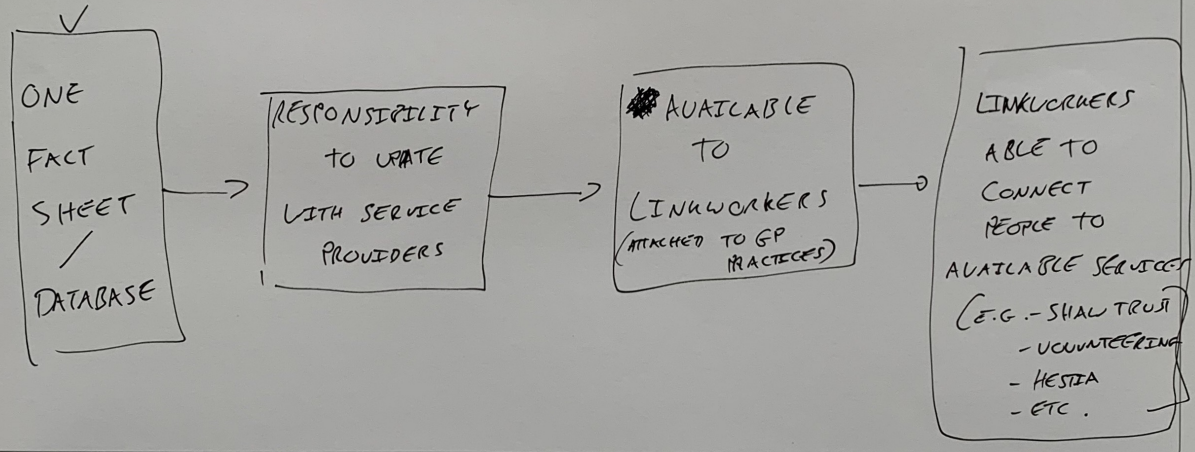 ONE
FACT
SHEET
/
DATABASE
RESPONSIBILITY
TO UPDATE
WITH SERVICE
PROVIDERS
AVAILABLE
TO
LINKWORKERS
(ATTACHED TO GP
PRACTICES)
LINKWORKERS
ABLE TO
CONNECT
PEOPLE TO
AVAILABLE SERVICES
(E.G. - SHAW TRUST
- VOLUNTEERING
- HESTIA
- ETC.